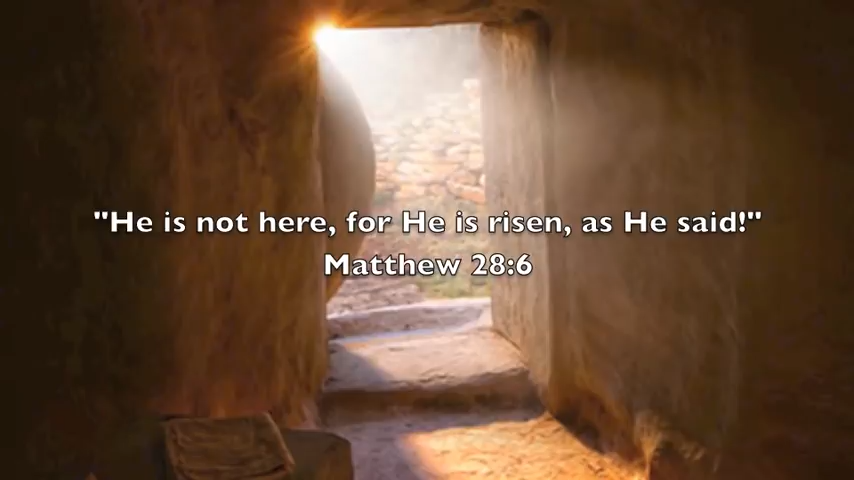 "He is not here, for He is risen, as He said!"
Matthew 28:6